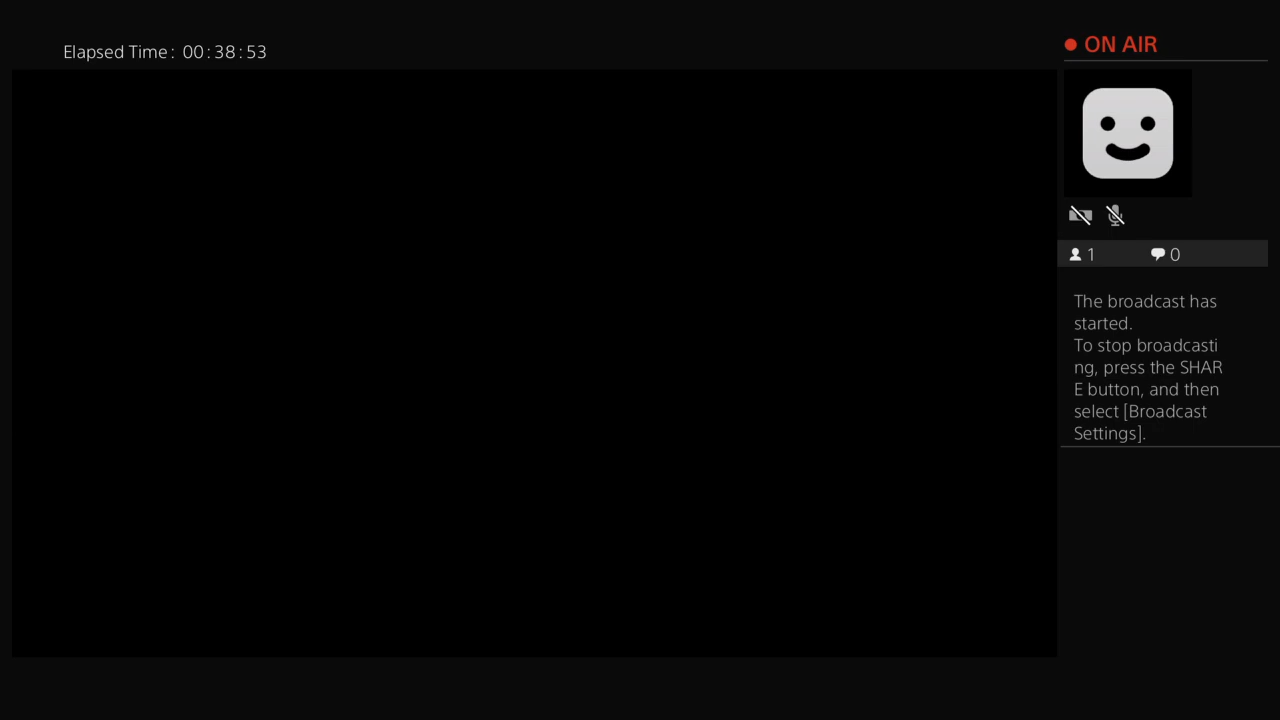 Elapsed Time: 00:38:53
ON AIR
1
0
The broadcast has
started.
To stop broadcasti
ng, press the SHAR
E button, and then
select [Broadcast
Settings].